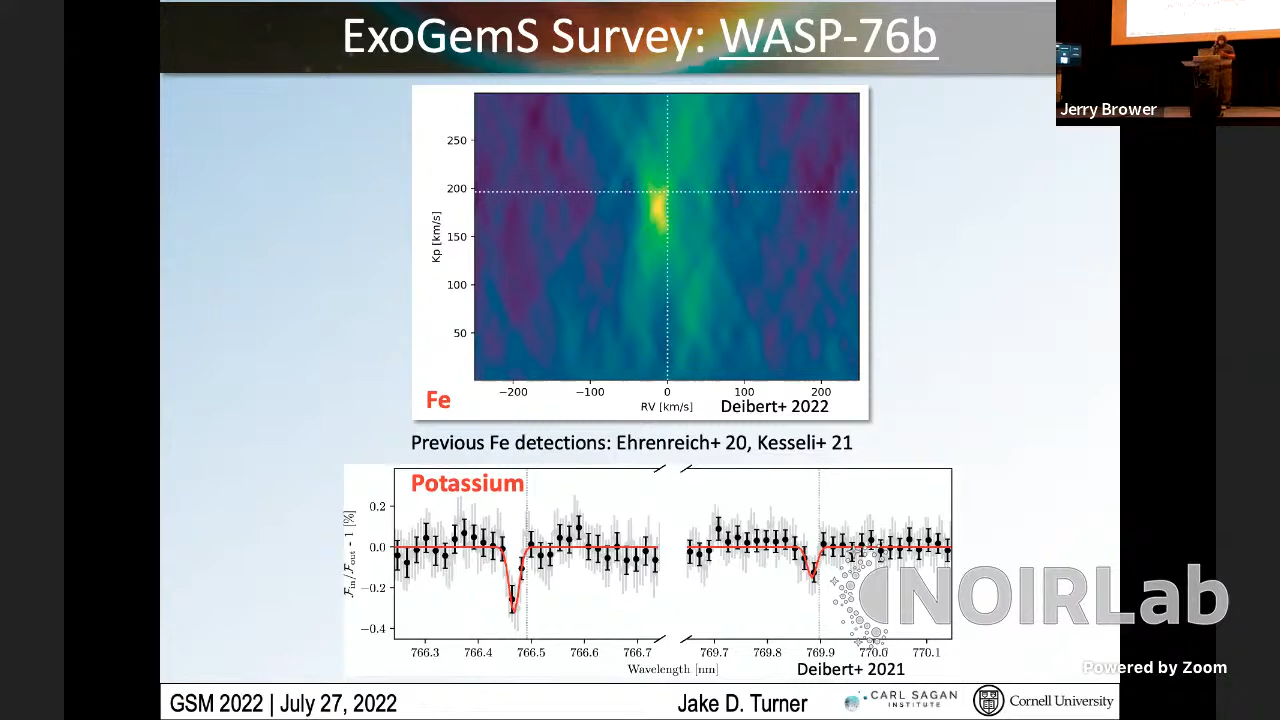 ExoGemS Survey: WASP-76b
Jerry Brower
250
200
150
100
50
Kp [km/s]
−200 −100 0 100 200
RV [km/s]
Fe
Deibert+ 2022
Previous Fe detections: Ehrenreich+ 20, Kesseli+ 21
Potassium
0.2
0.0
−0.2
−0.4
F_in/F_out - 1 [%]
766.3 766.4 766.5 766.6 766.7 769.7 769.8 769.9 770.0 770.1
Wavelength [nm]
Deibert+ 2021
NOIRLab
Powered by Zoom
GSM 2022 | July 27, 2022
Jake D. Turner
CARL SAGAN
INSTITUTE
Cornell University